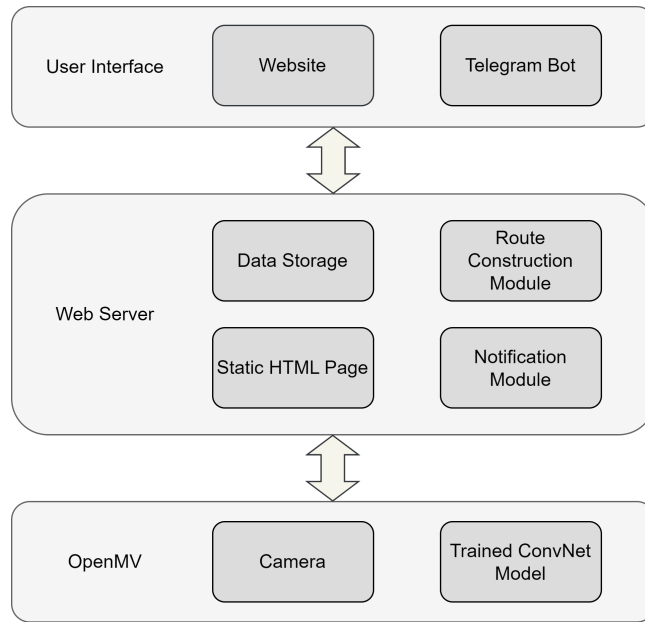 User Interface
Website
Telegram Bot
Web Server
Data Storage
Route
Construction
Module
Static HTML Page
Notification
Module
OpenMV
Camera
Trained ConvNet
Model